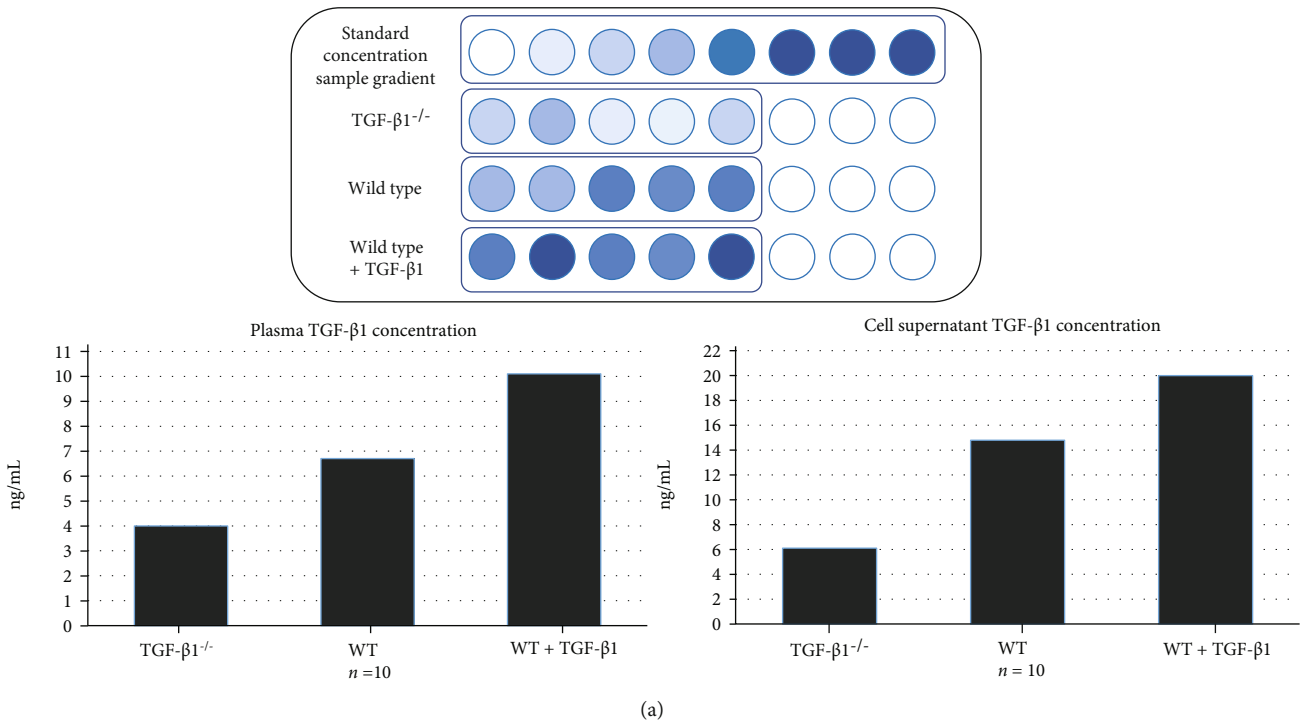 Standard
concentration
sample gradient
TGF-β1-/-
Wild type
Wild type
+ TGF-β1
Plasma TGF-β1 concentration
11
10
9
8
7
6
5
4
3
2
1
0
ng/mL
TGF-β1-/-
WT
WT + TGF-β1
n =10
Cell supernatant TGF-β1 concentration
22
20
18
16
14
12
10
8
6
4
2
0
ng/mL
TGF-β1-/-
WT
WT + TGF-β1
n = 10
(a)